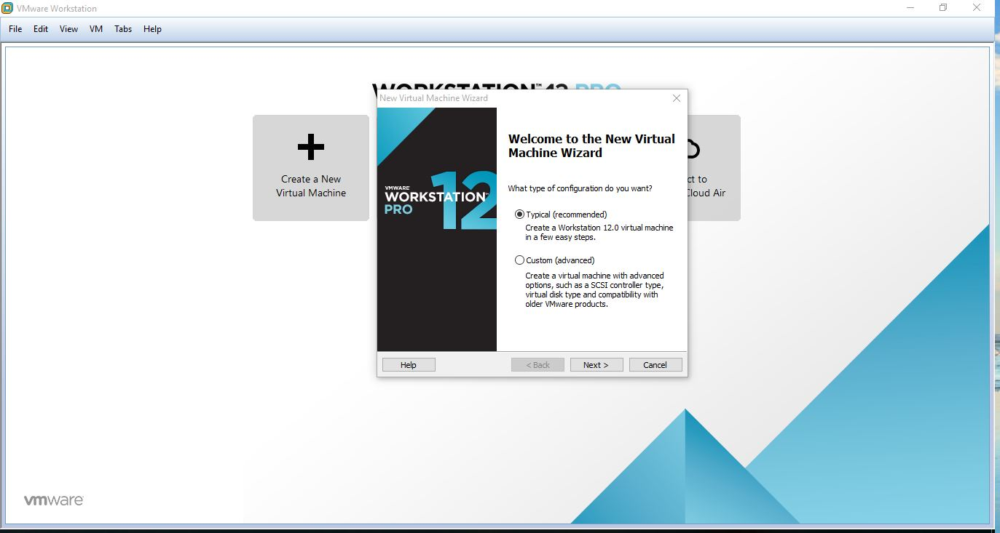 VMware Workstation
File Edit View VM Tabs Help
WORKSTATION™ 12 PRO
Create a New
Virtual Machine
ct to
Cloud Air
New Virtual Machine Wizard
VMWARE
WORKSTATION™
PRO
12
Welcome to the New Virtual
Machine Wizard
What type of configuration do you want?
Typical (recommended)
Create a Workstation 12.0 virtual machine
in a few easy steps.
Custom (advanced)
Create a virtual machine with advanced
options, such as a SCSI controller type,
virtual disk type and compatibility with
older VMware products.
Help < Back Next > Cancel
vmware